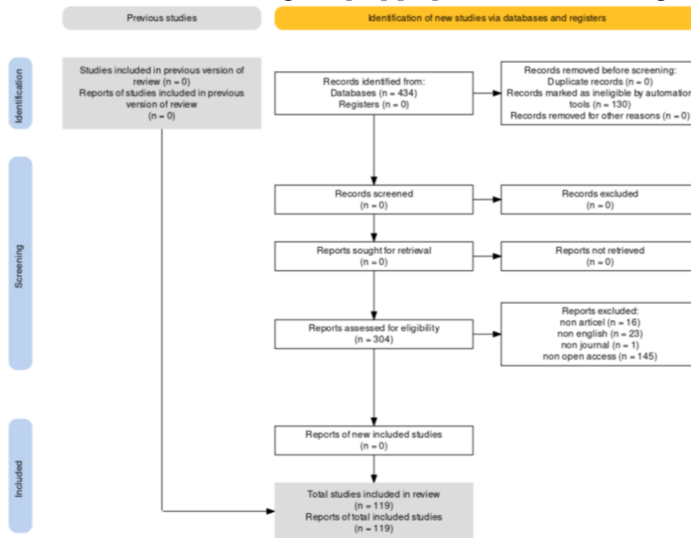 Previous studies
Identification of new studies via databases and registers
Identification
Studies included in previous version of
review (n = 0)
Reports of studies included in previous
version of review
(n = 0)
Records identified from:
Databases (n = 434)
Registers (n = 0)
Records removed before screening:
Duplicate records (n = 0)
Records marked as ineligible by automation
tools (n = 130)
Records removed for other reasons (n = 0)
Screening
Records screened
(n = 0)
Records excluded
(n = 0)
Reports sought for retrieval
(n = 0)
Reports not retrieved
(n = 0)
Reports assessed for eligibility
(n = 304)
Reports excluded:
non articel (n = 16)
non english (n = 23)
non journal (n = 1)
non open access (n = 145)
Included
Reports of new included studies
(n = 0)
Total studies included in review
(n = 119)
Reports of total included studies
(n = 119)